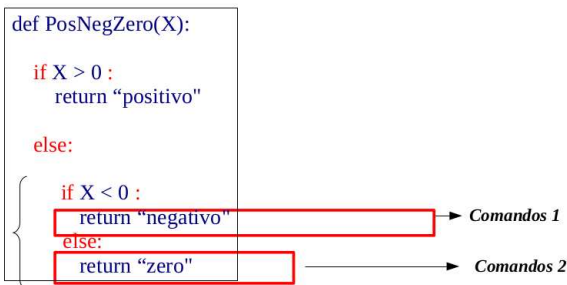 def PosNegZero(X):
if X > 0 :
return “positivo"
else:
if X < 0 :
return “negativo" Comandos 1
else:
return “zero" Comandos 2